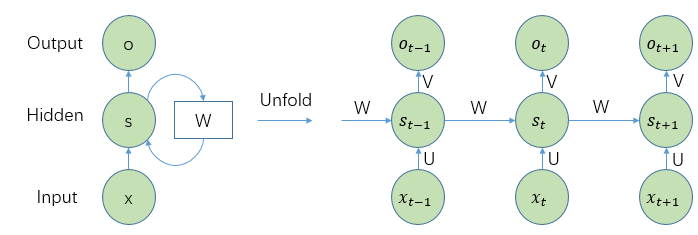 Output
o
o_{t-1}
o_t
o_{t+1}
V
V
V
Hidden
s
W
Unfold
W
s_{t-1}
W
s_t
W
s_{t+1}
U
U
U
Input
x
x_{t-1}
x_t
x_{t+1}